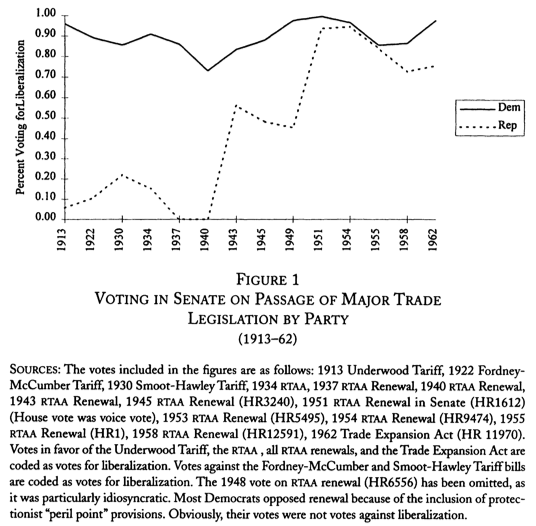 Percent Voting forLiberalization
1.00
0.90
0.80
0.70
0.60
0.50
0.40
0.30
0.20
0.10
0.00
1913
1922
1930
1934
1937
1940
1943
1945
1949
1951
1954
1955
1958
1962
Dem
Rep
FIGURE 1
VOTING IN SENATE ON PASSAGE OF MAJOR TRADE
LEGISLATION BY PARTY
(1913–62)
SOURCES: The votes included in the figures are as follows: 1913 Underwood Tariff, 1922 Fordney-
McCumber Tariff, 1930 Smoot-Hawley Tariff, 1934 RTAA, 1937 RTAA Renewal, 1940 RTAA Renewal,
1943 RTAA Renewal, 1945 RTAA Renewal (HR3240), 1951 RTAA Renewal in Senate (HR1612)
(House vote was voice vote), 1953 RTAA Renewal (HR5495), 1954 RTAA Renewal (HR9474), 1955
RTAA Renewal (HR1), 1958 RTAA Renewal (HR12591), 1962 Trade Expansion Act (HR 11970).
Votes in favor of the Underwood Tariff, the RTAA , all RTAA renewals, and the Trade Expansion Act are
coded as votes for liberalization. Votes against the Fordney-McCumber and Smoot-Hawley Tariff bills
are coded as votes for liberalization. The 1948 vote on RTAA renewal (HR6556) has been omitted, as
it was particularly idiosyncratic. Most Democrats opposed renewal because of the inclusion of protec-
tionist “peril point” provisions. Obviously, their votes were not votes against liberalization.